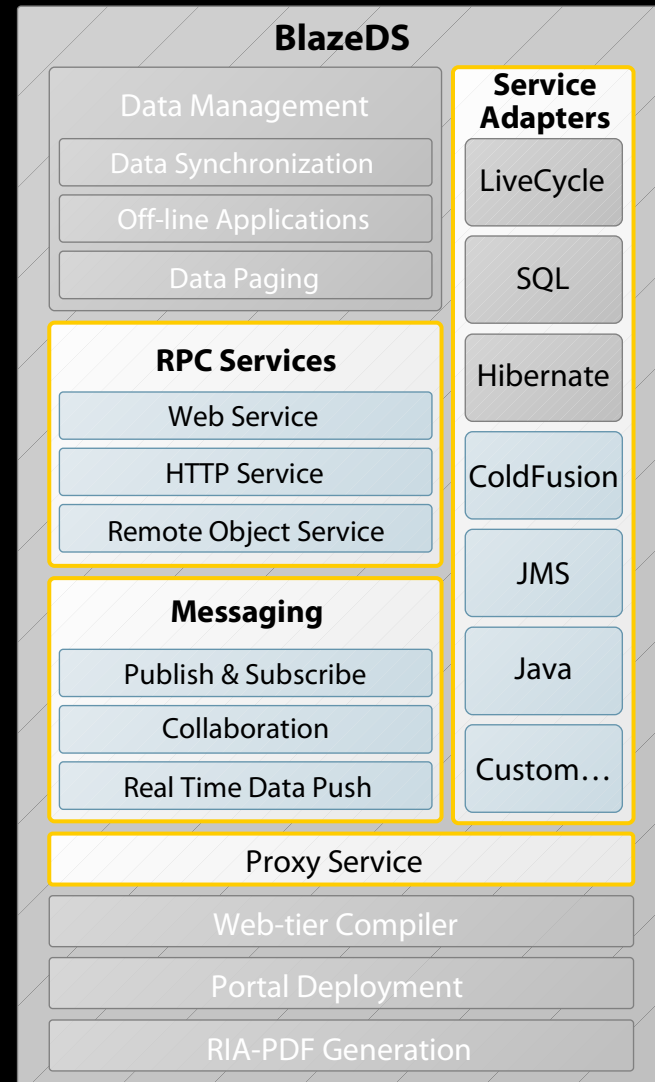 BlazeDS
Data Management
Data Synchronization
Off-line Applications
Data Paging
RPC Services
Web Service
HTTP Service
Remote Object Service
Messaging
Publish & Subscribe
Collaboration
Real Time Data Push
Service
Adapters
LiveCycle
SQL
Hibernate
ColdFusion
JMS
Java
Custom…
Proxy Service
Web-tier Compiler
Portal Deployment
RIA-PDF Generation